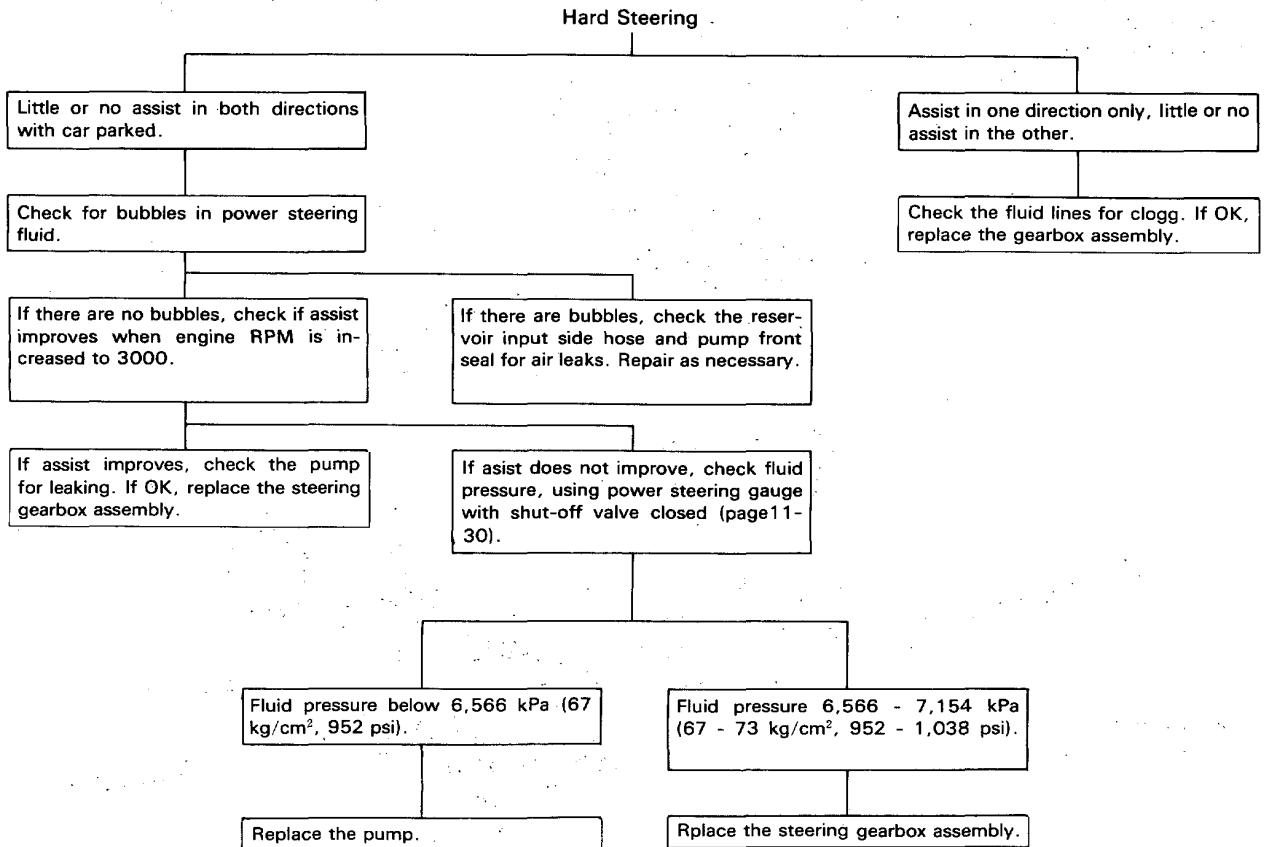 Hard Steering
Little or no assist in both directions
with car parked.
Assist in one direction only, little or no
assist in the other.
Check for bubbles in power steering
fluid.
Check the fluid lines for clogg. If OK,
replace the gearbox assembly.
If there are no bubbles, check if assist
improves when engine RPM is in-
creased to 3000.
If there are bubbles, check the reser-
voir input side hose and pump front
seal for air leaks. Repair as necessary.
If assist improves, check the pump
for leaking. If OK, replace the steering
gearbox assembly.
If asist does not improve, check fluid
pressure, using power steering gauge
with shut-off valve closed (page11-
30).
Fluid pressure below 6,566 kPa (67
kg/cm², 952 psi).
Fluid pressure 6,566 - 7,154 kPa
(67 - 73 kg/cm², 952 - 1,038 psi).
Replace the pump.
Rplace the steering gearbox assembly.